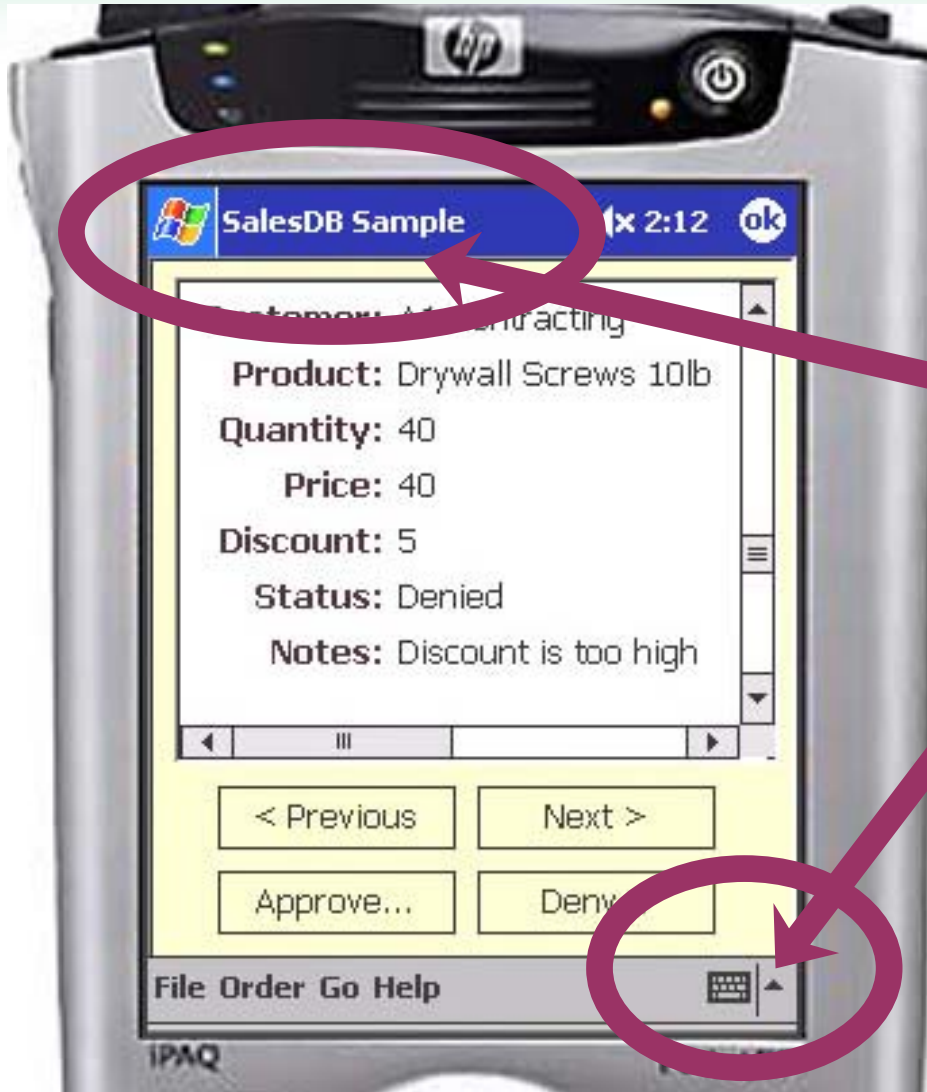 hp
SalesDB Sample 2:12 ok
Product: Drywall Screws 10lb
Quantity: 40
Price: 40
Discount: 5
Status: Denied
Notes: Discount is too high
< Previous Next >
Approve...
File Order Go Help
iPAQ